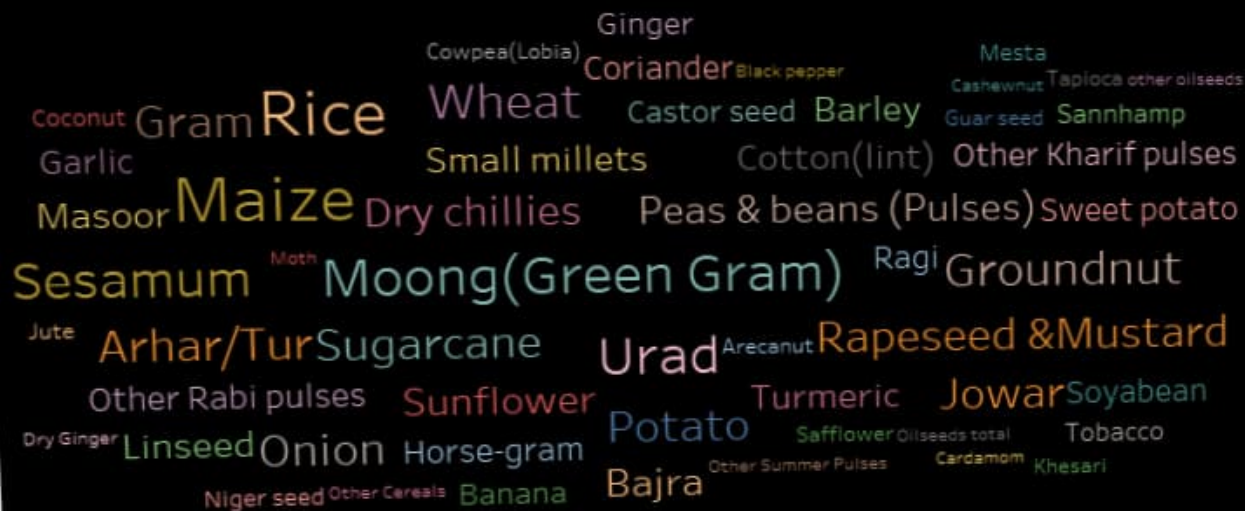 Ginger
Cowpea(Lobia) Coriander Black pepper Mesta
Cashewnut Tapioca other oilseeds
Coconut Gram Rice Wheat Castor seed Barley Guar seed Sannhamp
Garlic Small millets Cotton(lint) Other Kharif pulses
Masoor Maize Dry chillies Peas & beans (Pulses) Sweet potato
Sesamum Moth Moong(Green Gram) Ragi Groundnut
Jute Arhar/Tur Sugarcane Urad Arecanut Rapeseed &Mustard
Other Rabi pulses Sunflower Turmeric Jowar Soyabean
Dry Ginger Linseed Onion Horse-gram Potato Safflower Oilseeds total Tobacco
Bajra Other Summer Pulses Cardamom Khesari
Niger seed Other Cereals Banana